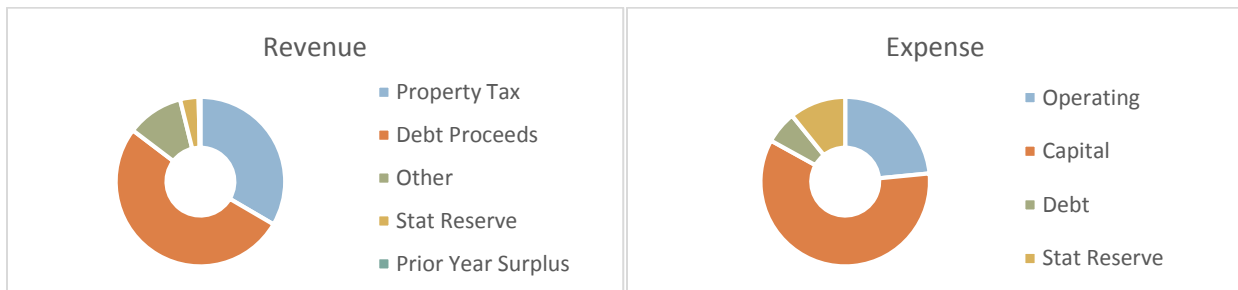 Revenue
Property Tax
Debt Proceeds
Other
Stat Reserve
Prior Year Surplus
Expense
Operating
Capital
Debt
Stat Reserve